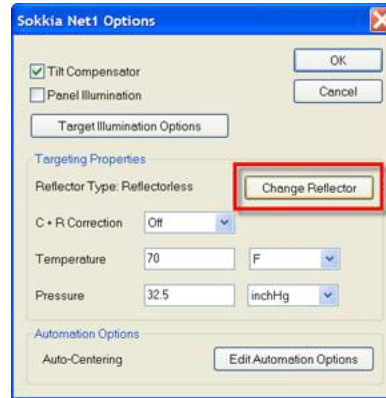 Sokkia Net1 Options
OK
Tilt Compensator
Panel Illumination
Cancel
Target Illumination Options
Targeting Properties
Reflector Type: Reflectorless
Change Reflector
C + R Correction Off
Temperature 70 F
Pressure 32.5 inchHg
Automation Options
Auto-Centering Edit Automation Options